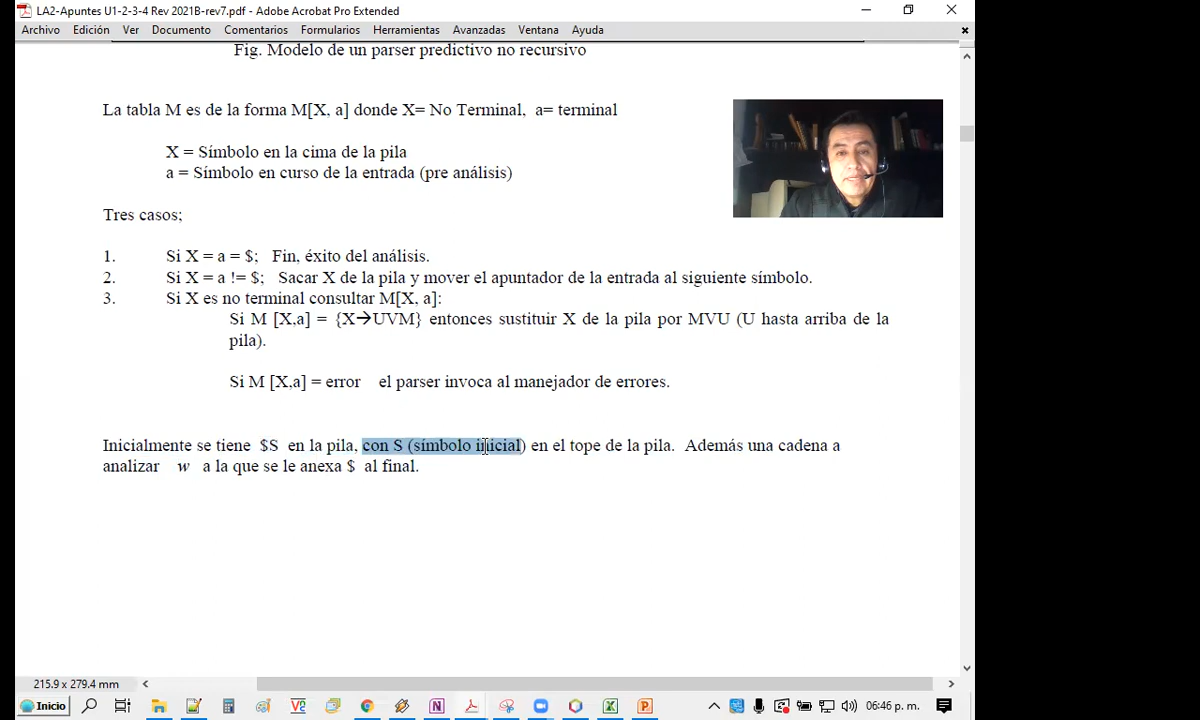 LA2-Apuntes U1-2-3-4 Rev 2021B-rev7.pdf - Adobe Acrobat Pro Extended
Archivo Edición Ver Documento Comentarios Formularios Herramientas Avanzadas Ventana Ayuda
Fig. Modelo de un parser predictivo no recursivo
La tabla M es de la forma M[X, a] donde X= No Terminal, a= terminal
X = Símbolo en la cima de la pila
a = Símbolo en curso de la entrada (pre análisis)
Tres casos;
1. Si X = a = $; Fin, éxito del análisis.
2. Si X = a != $; Sacar X de la pila y mover el apuntador de la entrada al siguiente símbolo.
3. Si X es no terminal consultar M[X, a]:
Si M [X,a] = {X→UVM} entonces sustituir X de la pila por MVU (U hasta arriba de la
pila).
Si M [X,a] = error el parser invoca al manejador de errores.
Inicialmente se tiene $S en la pila, con S (símbolo inicial) en el tope de la pila. Además una cadena a
analizar w a la que se le anexa $ al final.
215.9 x 279.4 mm
Inicio 06:46 p. m.